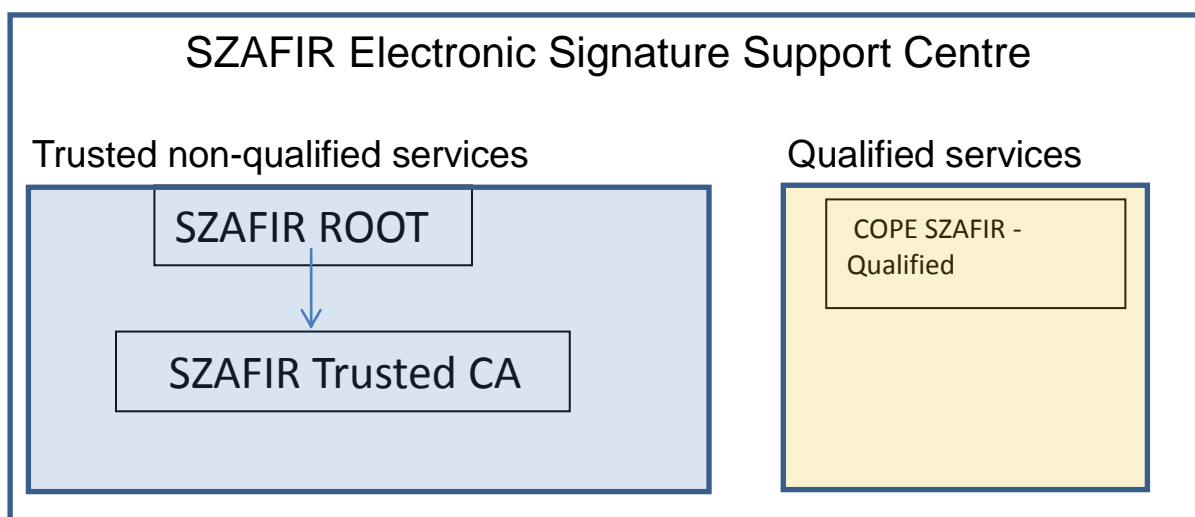 SZAFIR Electronic Signature Support Centre
Trusted non-qualified services
SZAFIR ROOT
SZAFIR Trusted CA
Qualified services
COPE SZAFIR -
Qualified